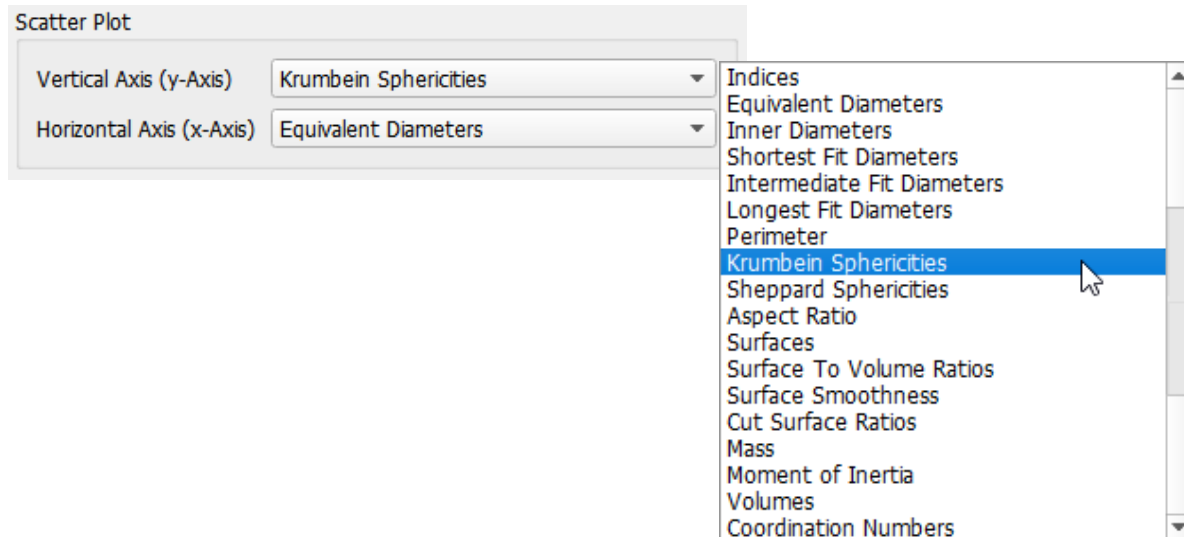 Scatter Plot
Vertical Axis (y-Axis) Krumbein Sphericities
Horizontal Axis (x-Axis) Equivalent Diameters
Indices
Equivalent Diameters
Inner Diameters
Shortest Fit Diameters
Intermediate Fit Diameters
Longest Fit Diameters
Perimeter
Krumbein Sphericities
Sheppard Sphericities
Aspect Ratio
Surfaces
Surface To Volume Ratios
Surface Smoothness
Cut Surface Ratios
Mass
Moment of Inertia
Volumes
Coordination Numbers